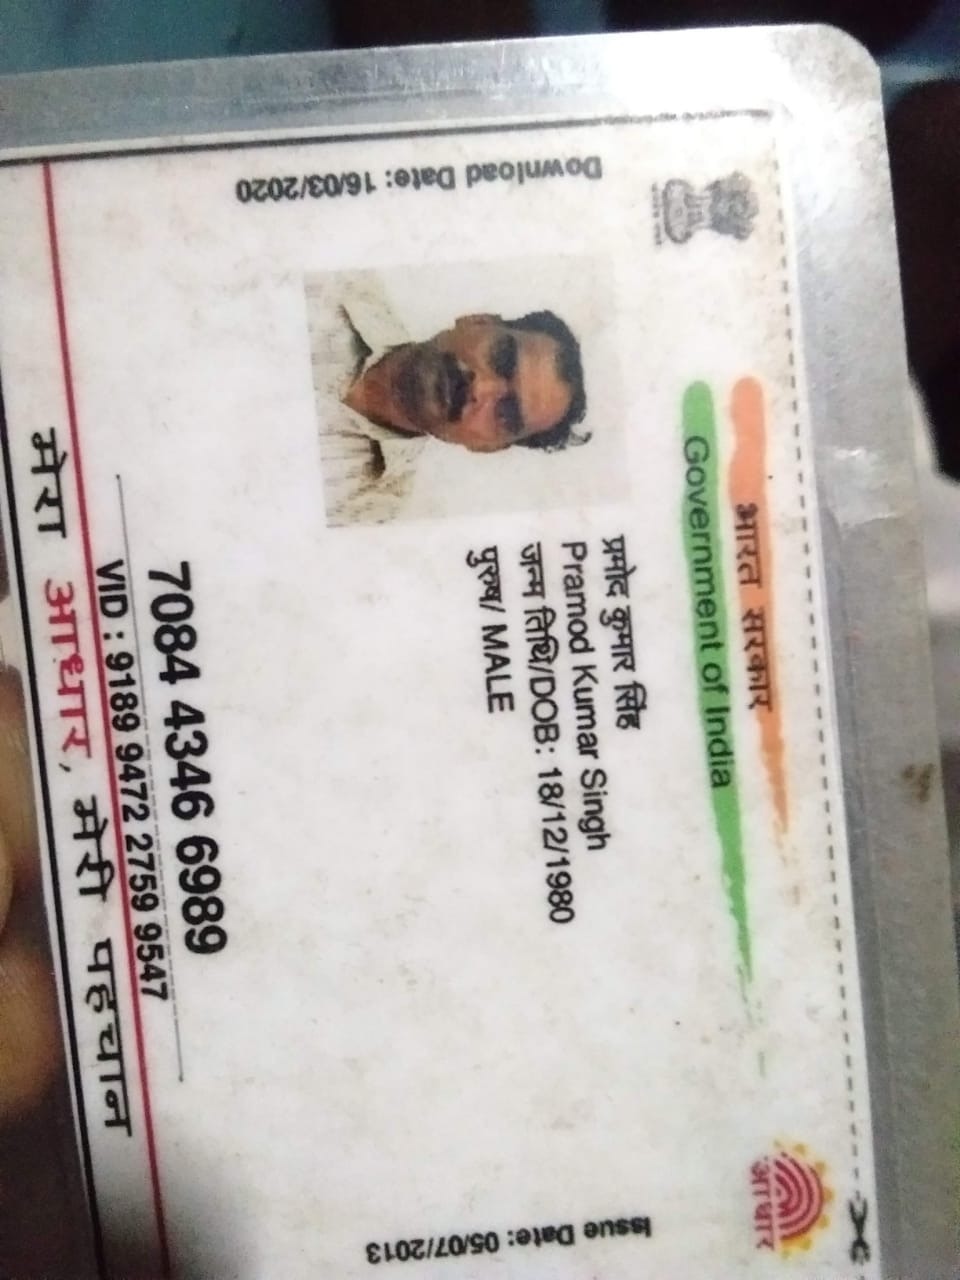 भारत सरकार
Government of India
Download Date: 16/03/2020
प्रमोद कुमार सिंह
Pramod Kumar Singh
जन्म तिथि/DOB: 18/12/1980
पुरुष/ MALE
Issue Date: 05/07/2013
आधार
7084 4346 6989
VID : 9189 9472 2759 9547
मेरा आधार, मेरी पहचान